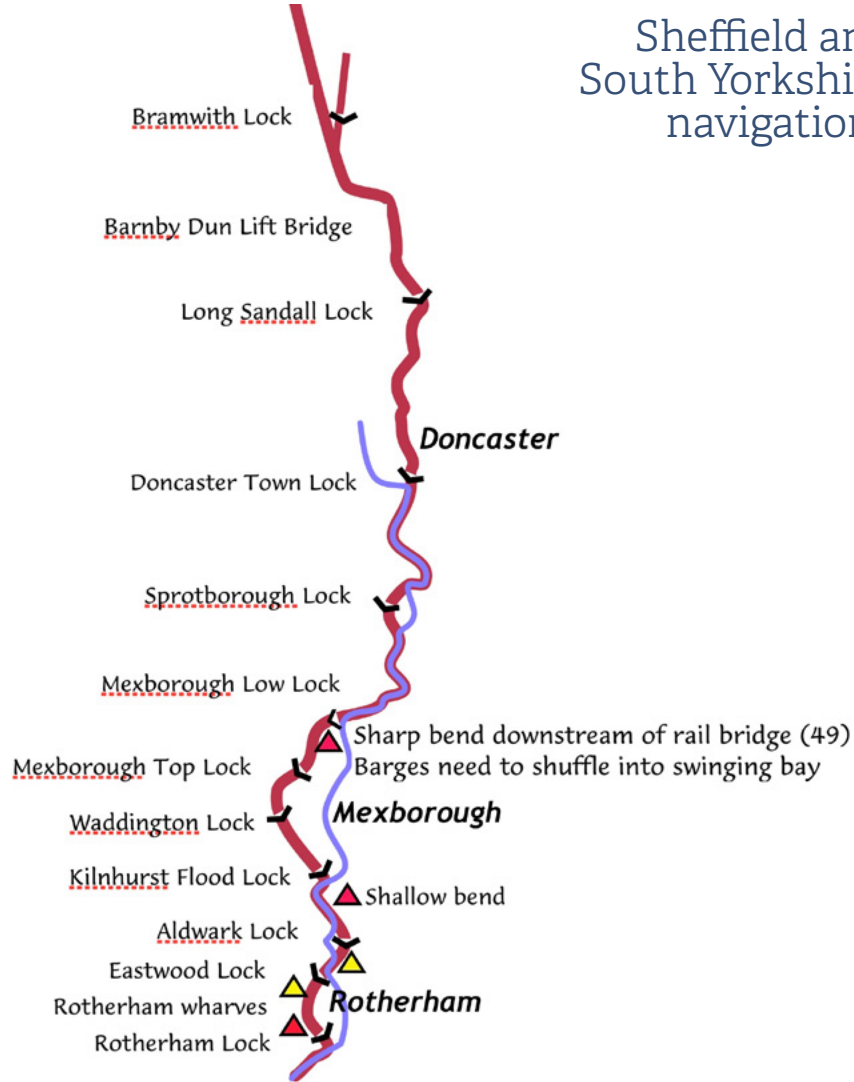 Sheffield an
South Yorkshi
navigation
Bramwith Lock
Barnby Dun Lift Bridge
Long Sandall Lock
Doncaster
Doncaster Town Lock
Sprotborough Lock
Mexborough Low Lock
Sharp bend downstream of rail bridge (49)
Barges need to shuffle into swinging bay
Mexborough Top Lock
Mexborough
Waddington Lock
Kilnhurst Flood Lock
Shallow bend
Aldwark Lock
Eastwood Lock
Rotherham
Rotherham wharves
Rotherham Lock